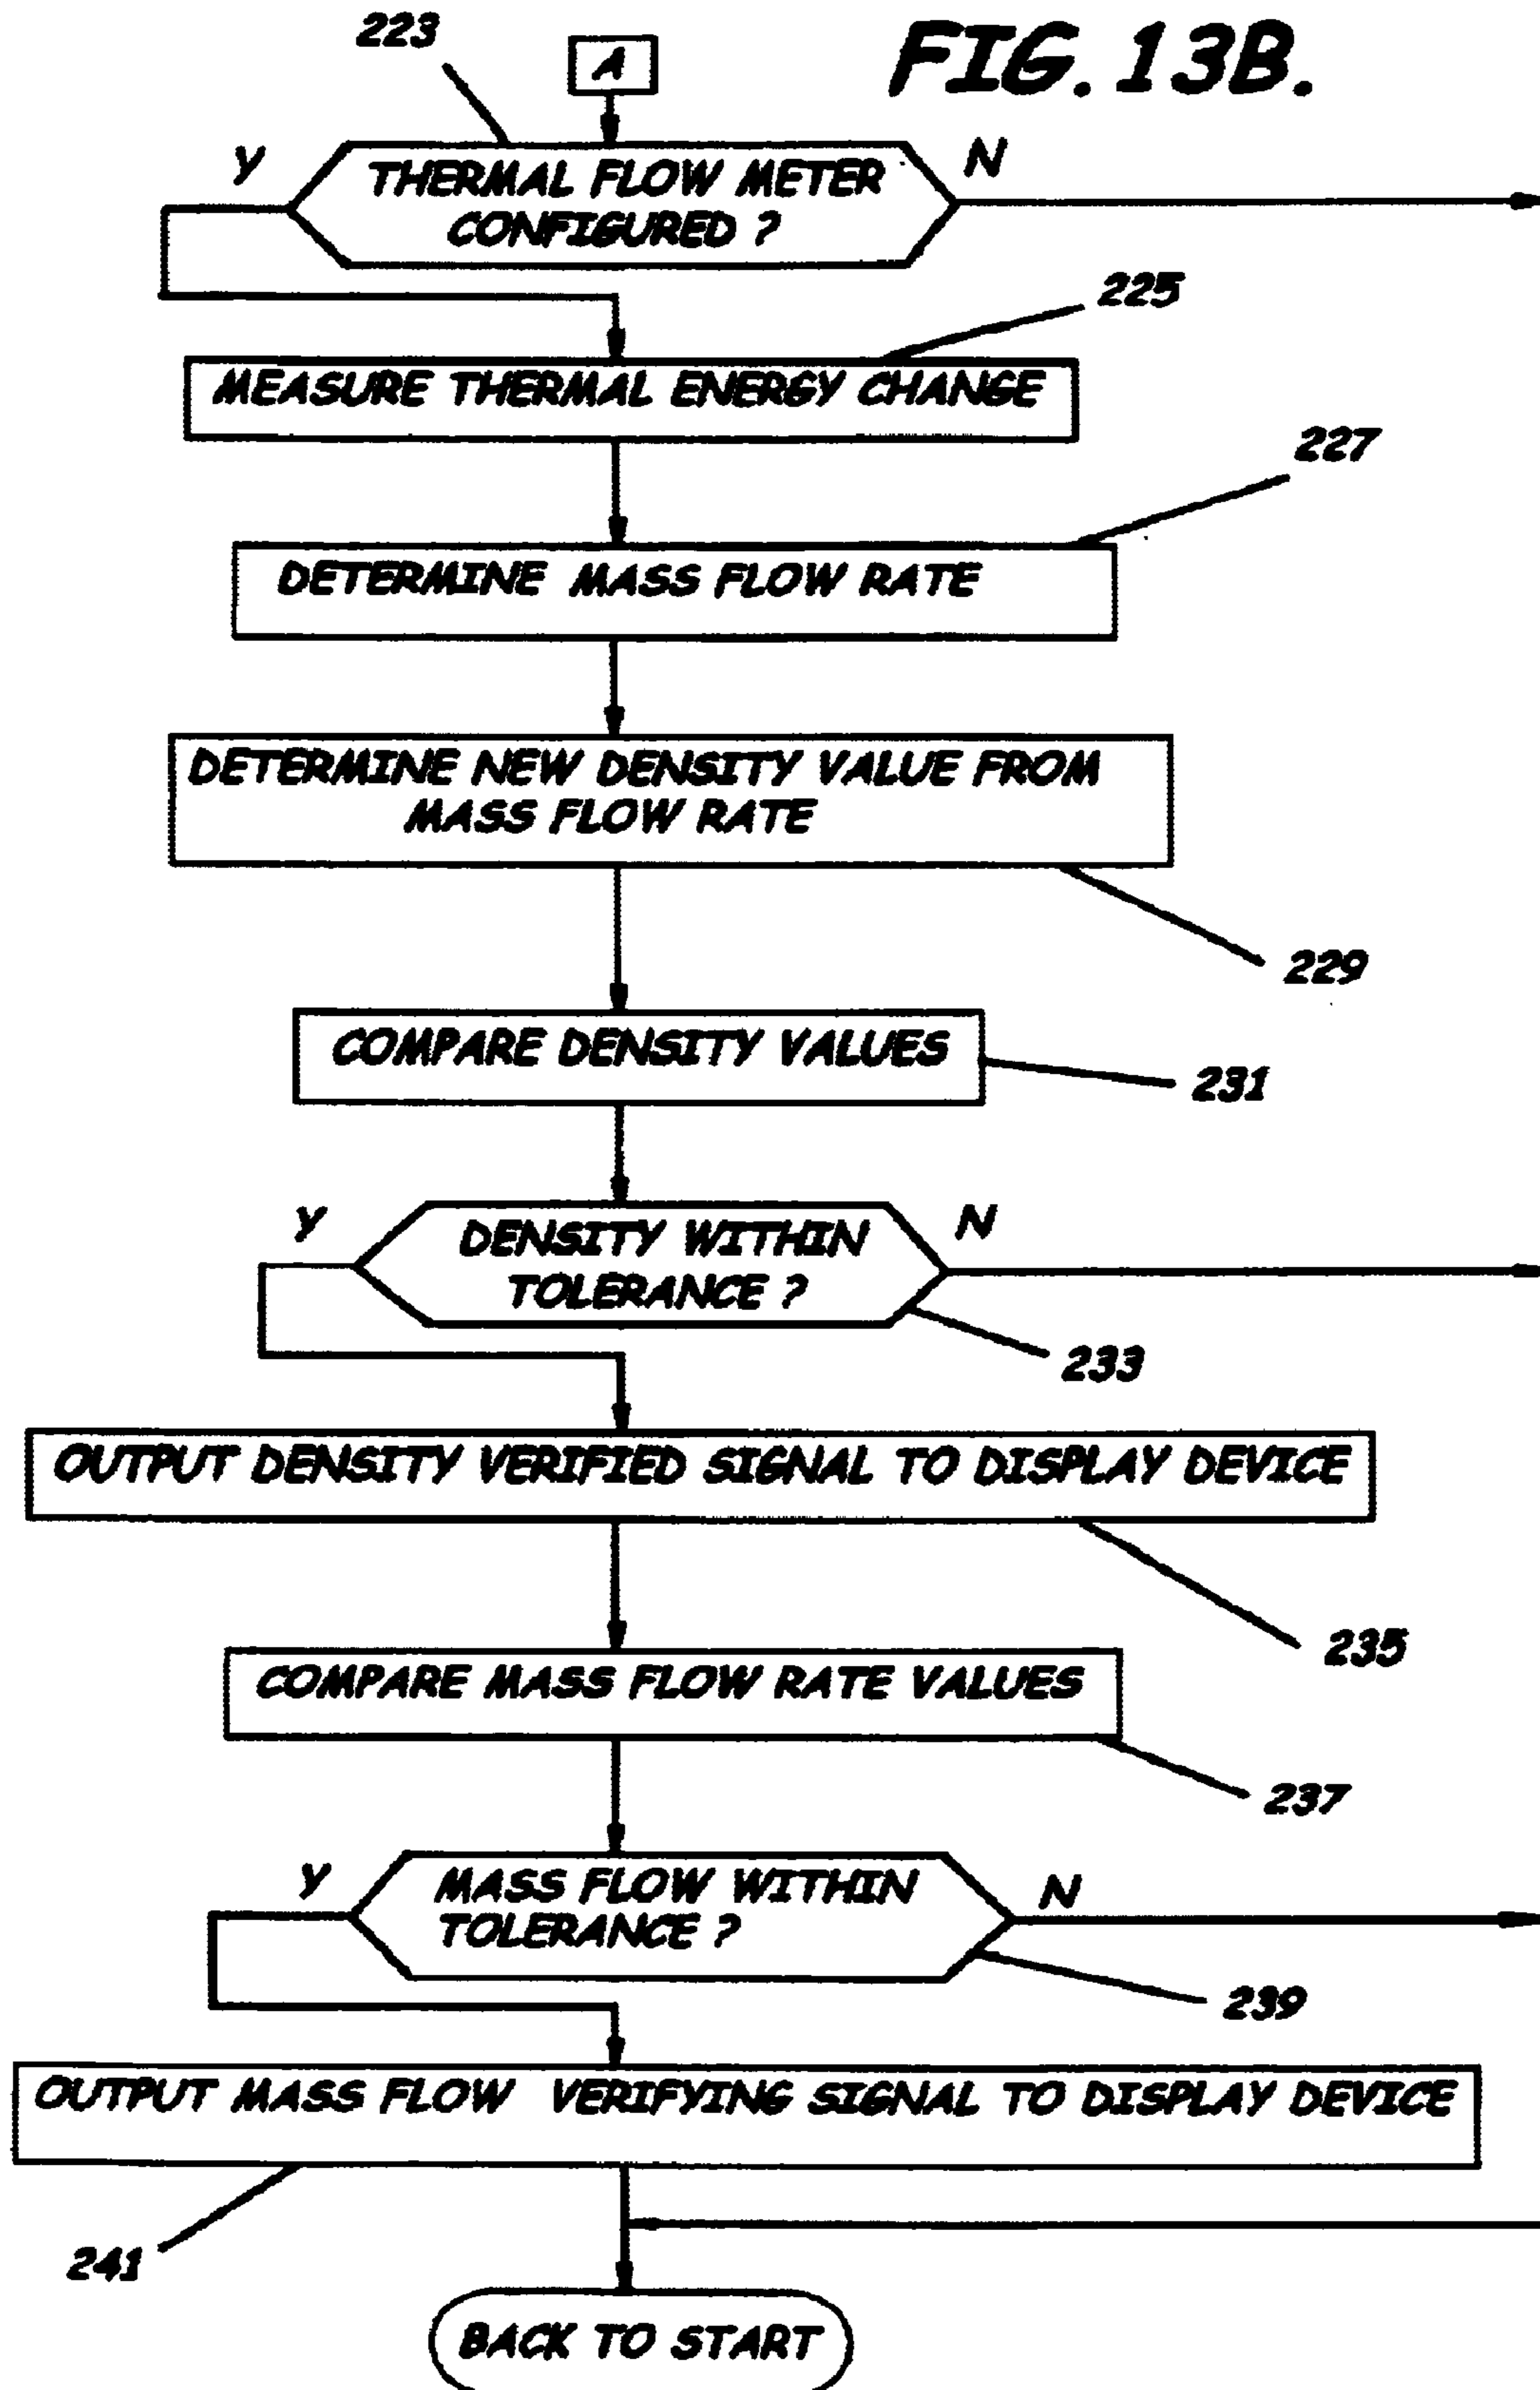 FIG. 13B.
223
A
Y
N
THERMAL FLOW METER
CONFIGURED ?
225
MEASURE THERMAL ENERGY CHANGE
227
DETERMINE MASS FLOW RATE
DETERMINE NEW DENSITY VALUE FROM
MASS FLOW RATE
229
COMPARE DENSITY VALUES
231
Y
N
DENSITY WITHIN
TOLERANCE ?
233
OUTPUT DENSITY VERIFIED SIGNAL TO DISPLAY DEVICE
235
COMPARE MASS FLOW RATE VALUES
237
Y
N
MASS FLOW WITHIN
TOLERANCE ?
239
OUTPUT MASS FLOW VERIFYING SIGNAL TO DISPLAY DEVICE
241
BACK TO START